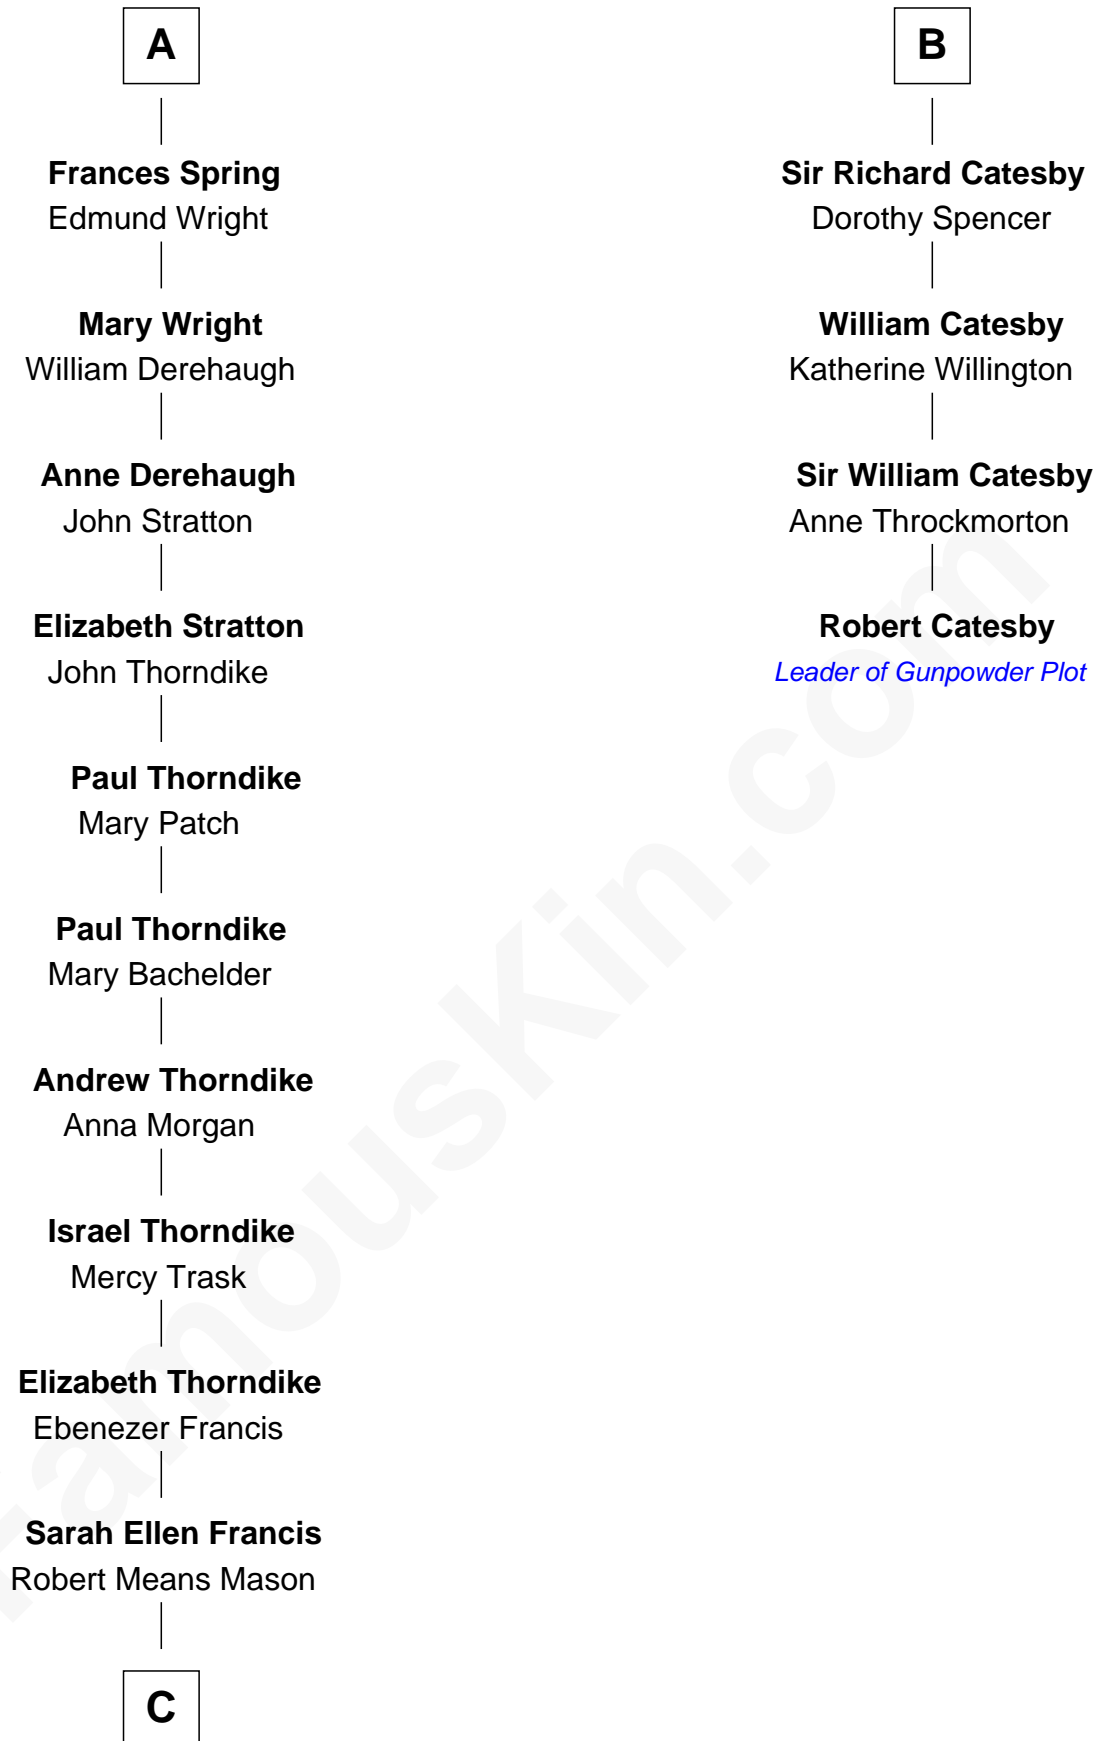 A
Frances Spring
Edmund Wright
Mary Wright
William Derehaugh
Anne Derehaugh
John Stratton
Elizabeth Stratton
John Thorndike
Paul Thorndike
Mary Patch
Paul Thorndike
Mary Bachelder
Andrew Thorndike
Anna Morgan
Israel Thorndike
Mercy Trask
Elizabeth Thorndike
Ebenezer Francis
Sarah Ellen Francis
Robert Means Mason
C
B
Sir Richard Catesby
Dorothy Spencer
William Catesby
Katherine Willington
Sir William Catesby
Anne Throckmorton
Robert Catesby
Leader of Gunpowder Plot
FamousKin.com